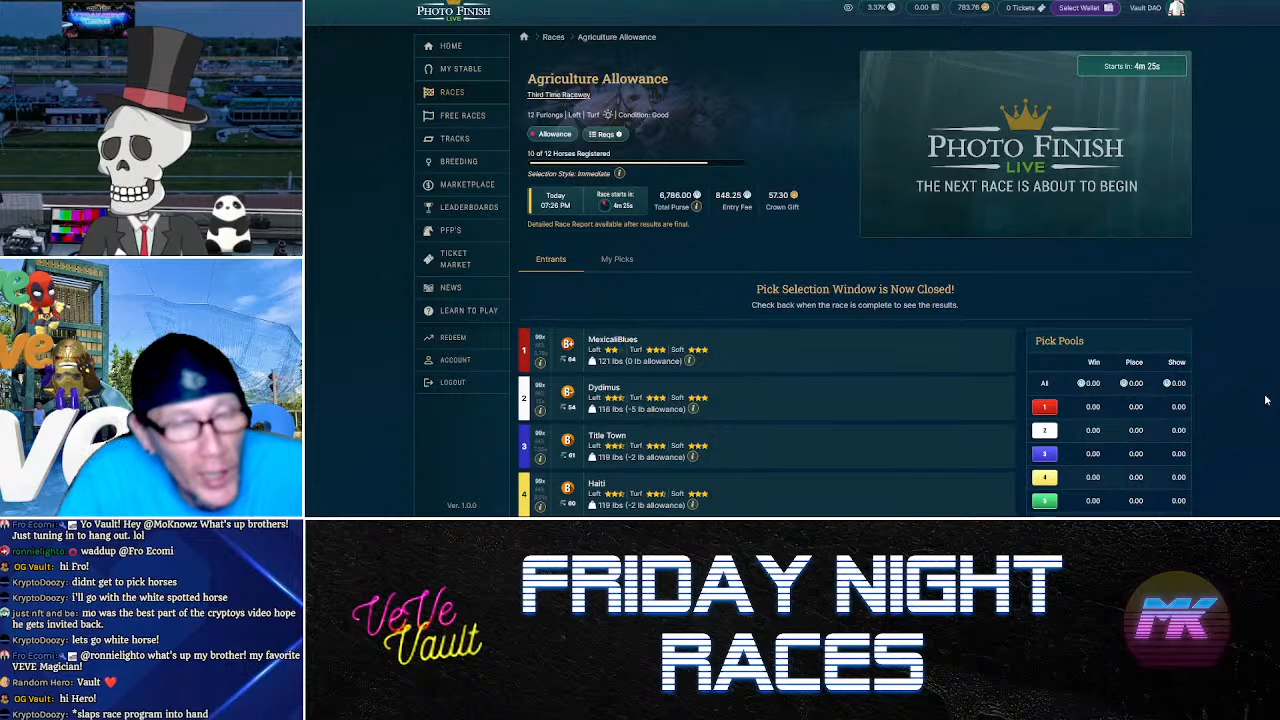 PHOTO FINISH
LIVE
3.37K
0.00
783.76
0 Tickets
Select Wallet
Vault DAO
HOME
MY STABLE
RACES
FREE RACES
TRACKS
BREEDING
MARKETPLACE
LEADERBOARDS
PFP'S
TICKET
MARKET
NEWS
LEARN TO PLAY
REDEEM
ACCOUNT
LOGOUT
Ver. 1.0.0
Races > Agriculture Allowance
Agriculture Allowance
Third Time Raceway
12 Furlongs | Left | Turf | Condition: Good
Allowance
Reqs
10 of 12 Horses Registered
Selection Style: Immediate
Today
07:26 PM
Race starts in:
4m 25s
6,786.00
Total Purse
848.25
Entry Fee
57.30
Crown Gift
Detailed Race Report available after results are final.
Starts in: 4m 25s
PHOTO FINISH
LIVE
THE NEXT RACE IS ABOUT TO BEGIN
Entrants
My Picks
Pick Selection Window is Now Closed!
Check back when the race is complete to see the results.
1
99x
B+
64
MexicaliBlues
Left Turf Soft
121 lbs (0 lb allowance)
2
99x
54
Dydimus
Left Turf Soft
116 lbs (-5 lb allowance)
3
99x
B
61
Title Town
Left Turf Soft
119 lbs (-2 lb allowance)
4
99x
B
60
Haiti
Left Turf Soft
119 lbs (-2 lb allowance)
Pick Pools
Win Place Show
All 0.00 0.00 0.00
1 0.00 0.00 0.00
2 0.00 0.00 0.00
3 0.00 0.00 0.00
4 0.00 0.00 0.00
5 0.00 0.00 0.00
Fro Ecomi: Yo Vault! Hey @MoKnowz What's up brothers!
Just tuning in to hang out. lol
ronnielighto: waddup @Fro Ecomi
OG Vault: hi Fro!
KryptoDoozy: didnt get to pick horses
KryptoDoozy: i'll go with the white spotted horse
just nft and be: mo was the best part of the cryptoys video hope
he gets invited back.
KryptoDoozy: lets go white horse!
Fro Ecomi: @ronnielighto what's up my brother! my favorite
VEVE Magician!
Random Hero: Vault
OG Vault: hi Hero!
KryptoDoozy: *slaps race program into hand
VeVe
Vault
FRIDAY NIGHT
RACES
MK